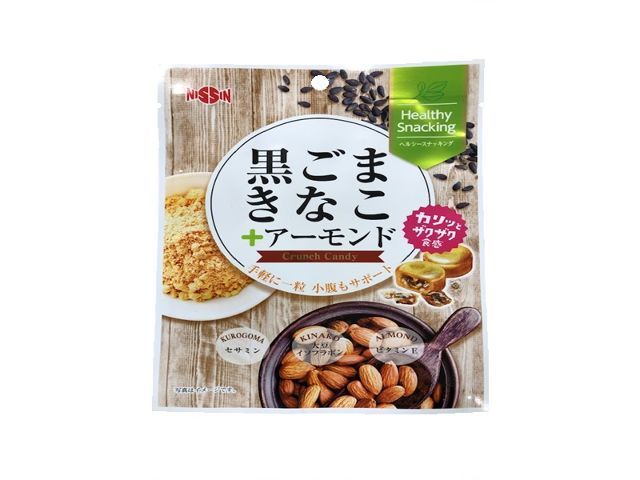 NISSIN
Healthy
Snacking
ヘルシースナッキング
黒ごま
きなこ
+アーモンド
Crunch Candy
手軽に一粒 小腹もサポート
カリッと
ザクザク
食感
KUROGOMA
セサミン
KINAKO
大豆
イソフラボン
ALMOND
ビタミンE
写真はイメージです。